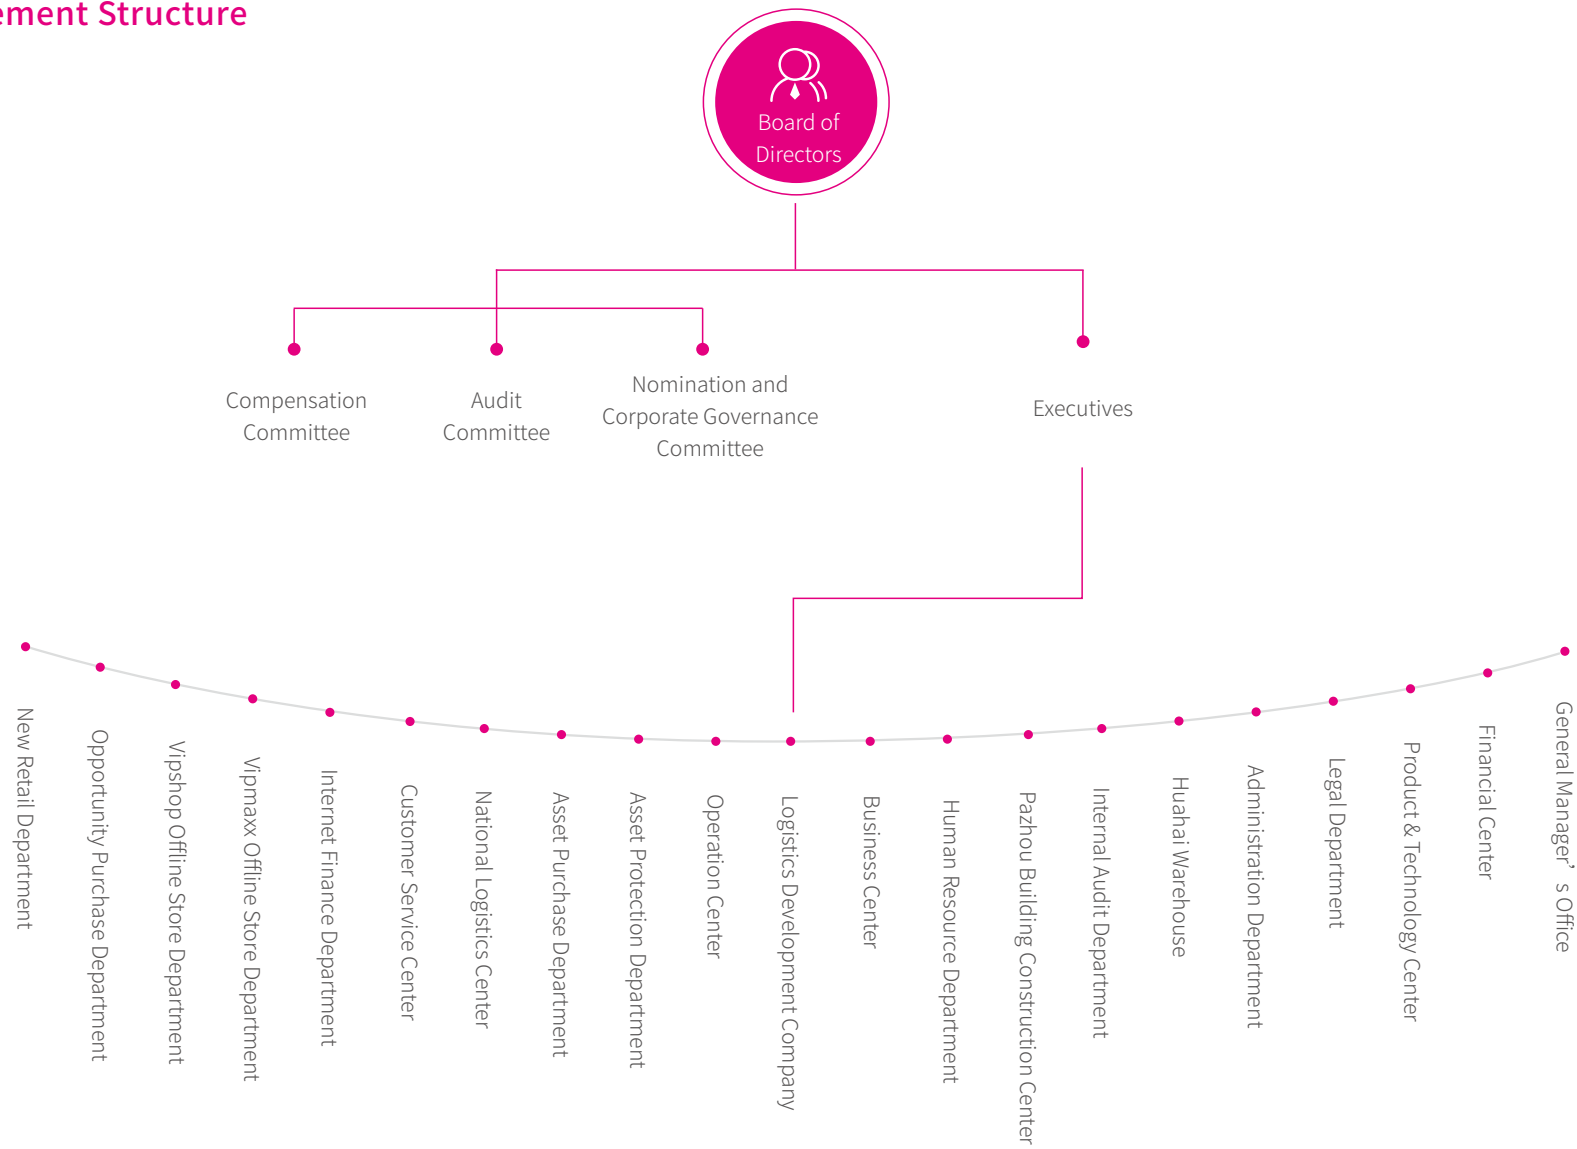 ement Structure
Board of
Directors
Compensation
Committee
Audit
Committee
Nomination and
Corporate Governance
Committee
Executives
New Retail Department
Opportunity Purchase Department
Vipshop Offline Store Department
Vipmaxx Offline Store Department
Internet Finance Department
Customer Service Center
National Logistics Center
Asset Purchase Department
Asset Protection Department
Operation Center
Logistics Development Company
Business Center
Human Resource Department
Pazhou Building Construction Center
Internal Audit Department
Huahai Warehouse
Administration Department
Legal Department
Product & Technology Center
Financial Center
General Manager’s Office